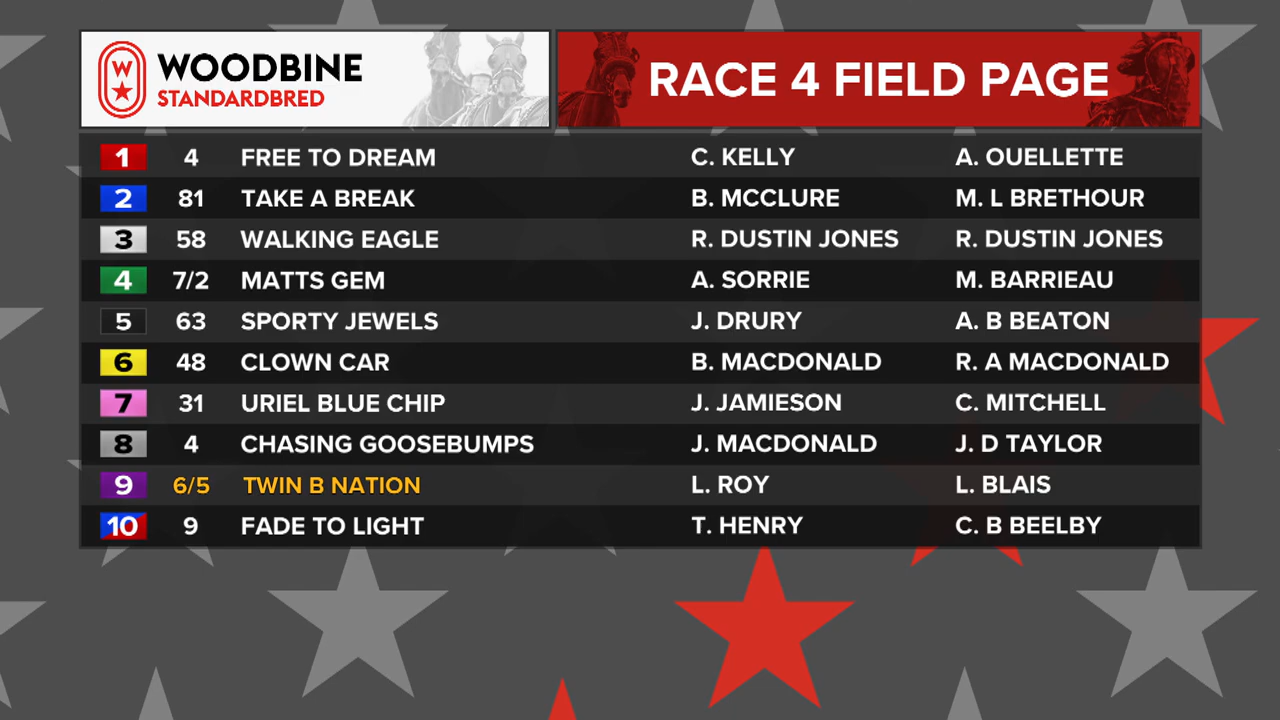 W
WOODBINE
STANDARDBRED
RACE 4 FIELD PAGE
1 4 FREE TO DREAM C. KELLY A. OUELLETTE
2 81 TAKE A BREAK B. MCCLURE M. L BRETHOUR
3 58 WALKING EAGLE R. DUSTIN JONES R. DUSTIN JONES
4 7/2 MATTS GEM A. SORRIE M. BARRIEAU
5 63 SPORTY JEWELS J. DRURY A. B BEATON
6 48 CLOWN CAR B. MACDONALD R. A MACDONALD
7 31 URIEL BLUE CHIP J. JAMIESON C. MITCHELL
8 4 CHASING GOOSEBUMPS J. MACDONALD J. D TAYLOR
9 6/5 TWIN B NATION L. ROY L. BLAIS
10 9 FADE TO LIGHT T. HENRY C. B BEELBY